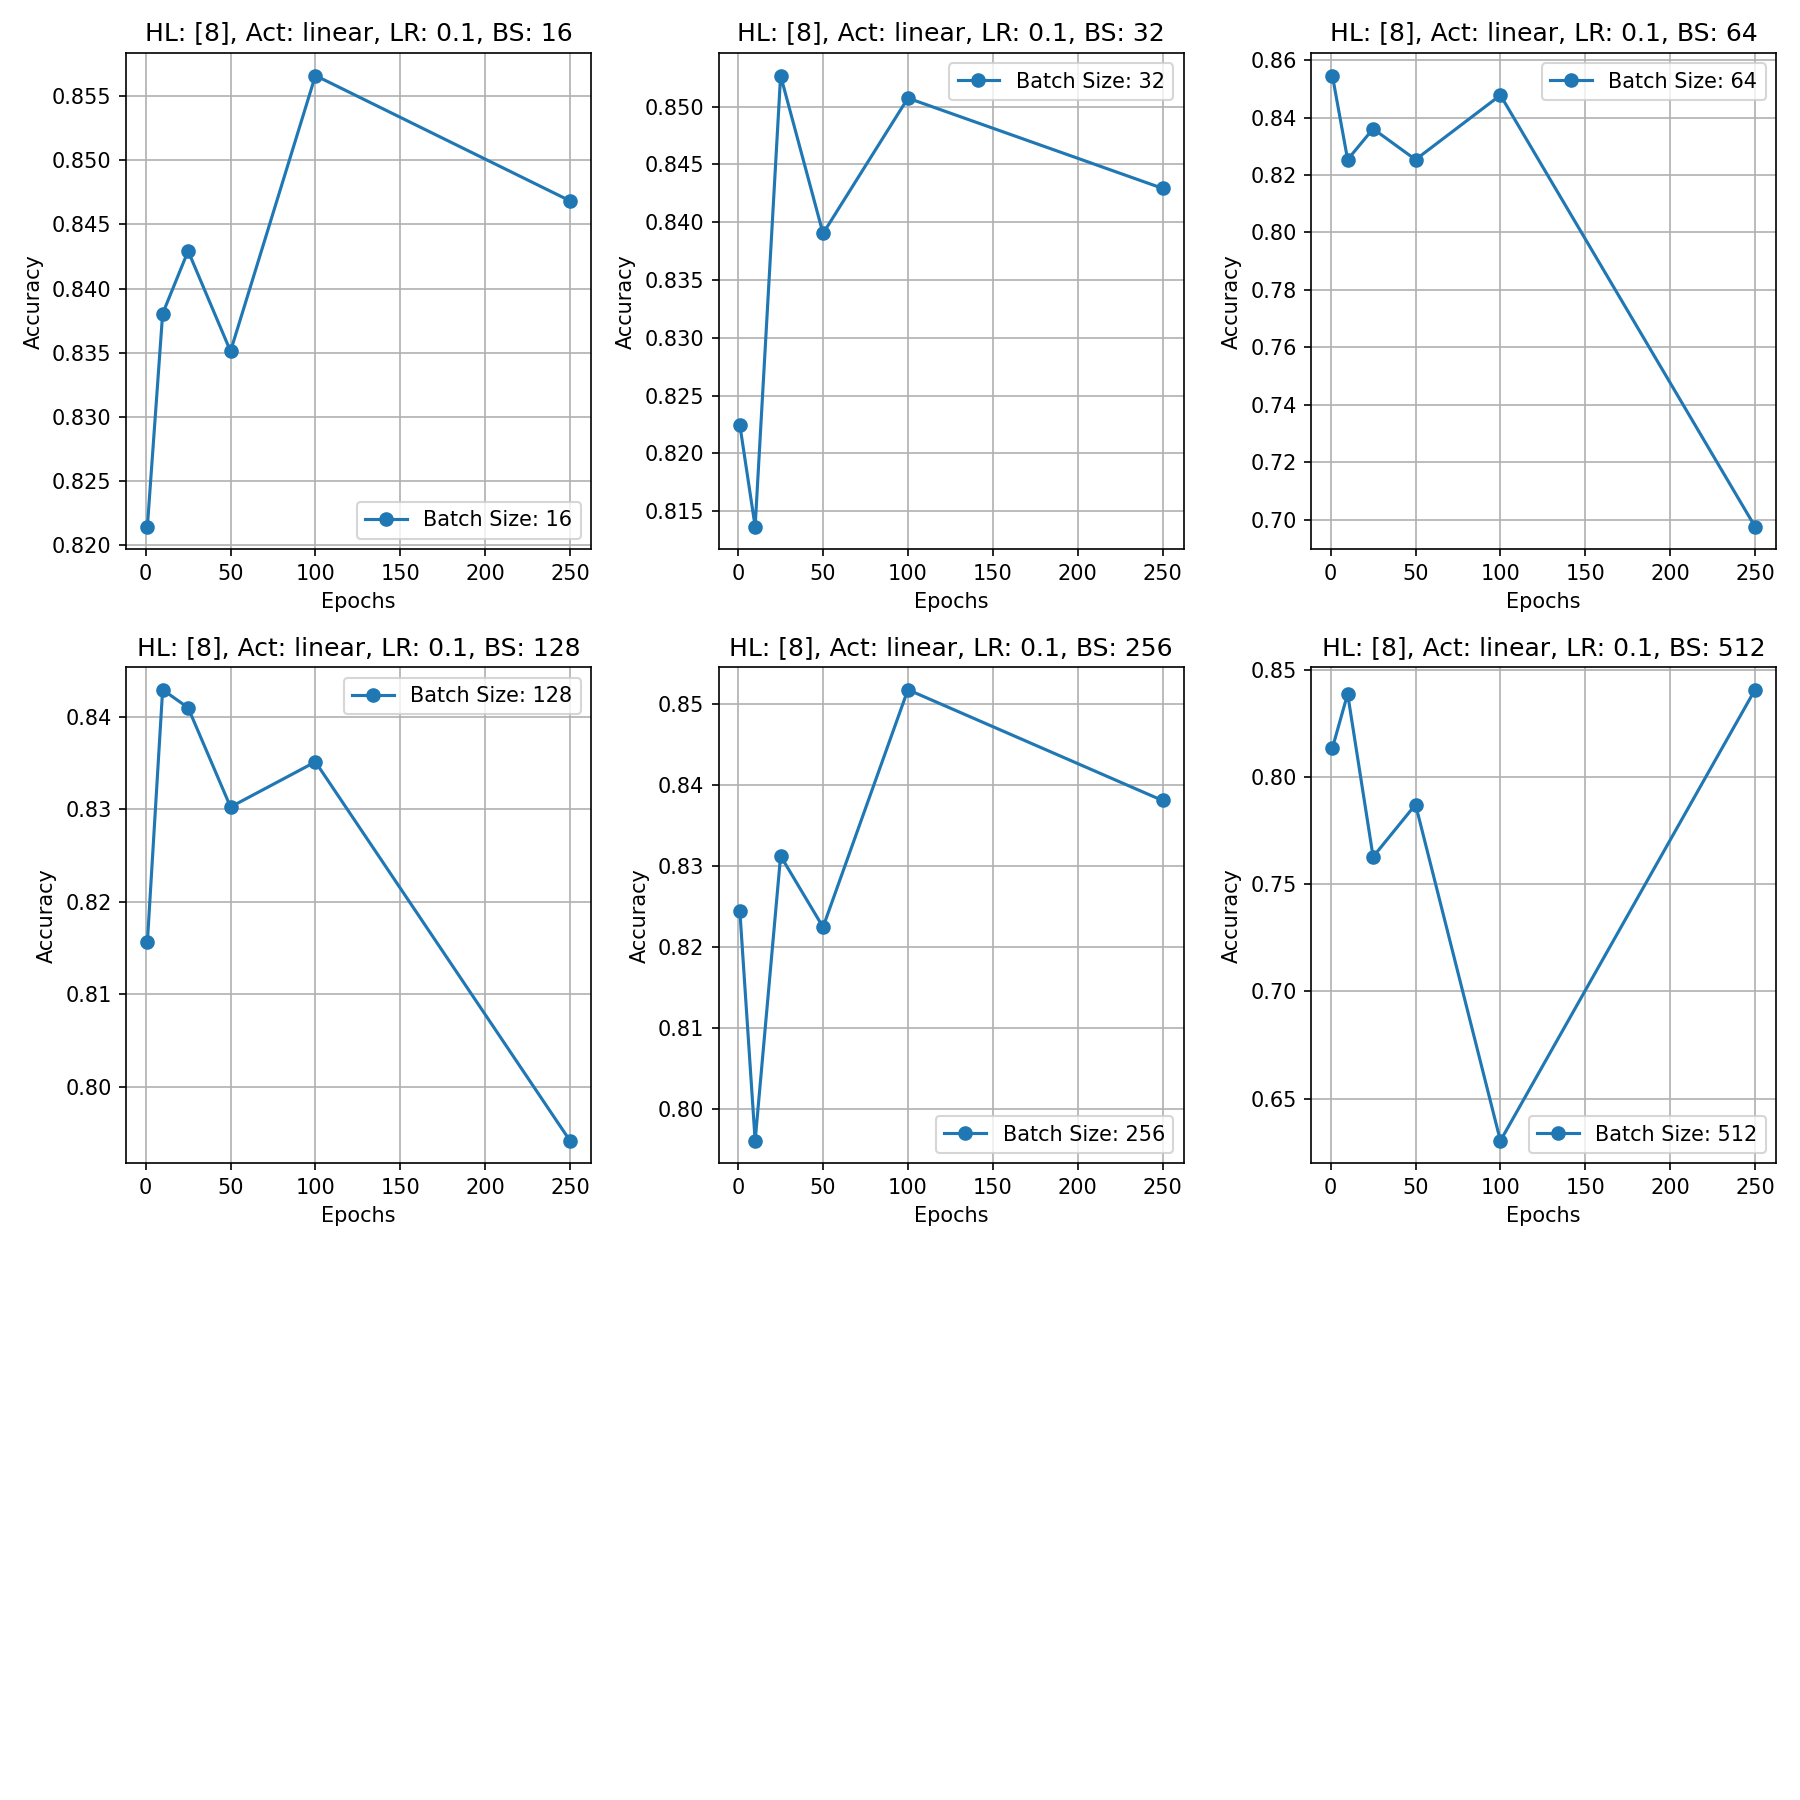 HL: [8], Act: linear, LR: 0.1, BS: 16
Accuracy
0.855
0.850
0.845
0.840
0.835
0.830
0.825
0.820
Batch Size: 16
0 50 100 150 200 250
Epochs
HL: [8], Act: linear, LR: 0.1, BS: 32
Accuracy
0.850
0.845
0.840
0.835
0.830
0.825
0.820
0.815
Batch Size: 32
0 50 100 150 200 250
Epochs
HL: [8], Act: linear, LR: 0.1, BS: 64
Accuracy
0.86
0.84
0.82
0.80
0.78
0.76
0.74
0.72
0.70
Batch Size: 64
0 50 100 150 200 250
Epochs
HL: [8], Act: linear, LR: 0.1, BS: 128
Accuracy
0.84
0.83
0.82
0.81
0.80
Batch Size: 128
0 50 100 150 200 250
Epochs
HL: [8], Act: linear, LR: 0.1, BS: 256
Accuracy
0.85
0.84
0.83
0.82
0.81
0.80
Batch Size: 256
0 50 100 150 200 250
Epochs
HL: [8], Act: linear, LR: 0.1, BS: 512
Accuracy
0.85
0.80
0.75
0.70
0.65
Batch Size: 512
0 50 100 150 200 250
Epochs